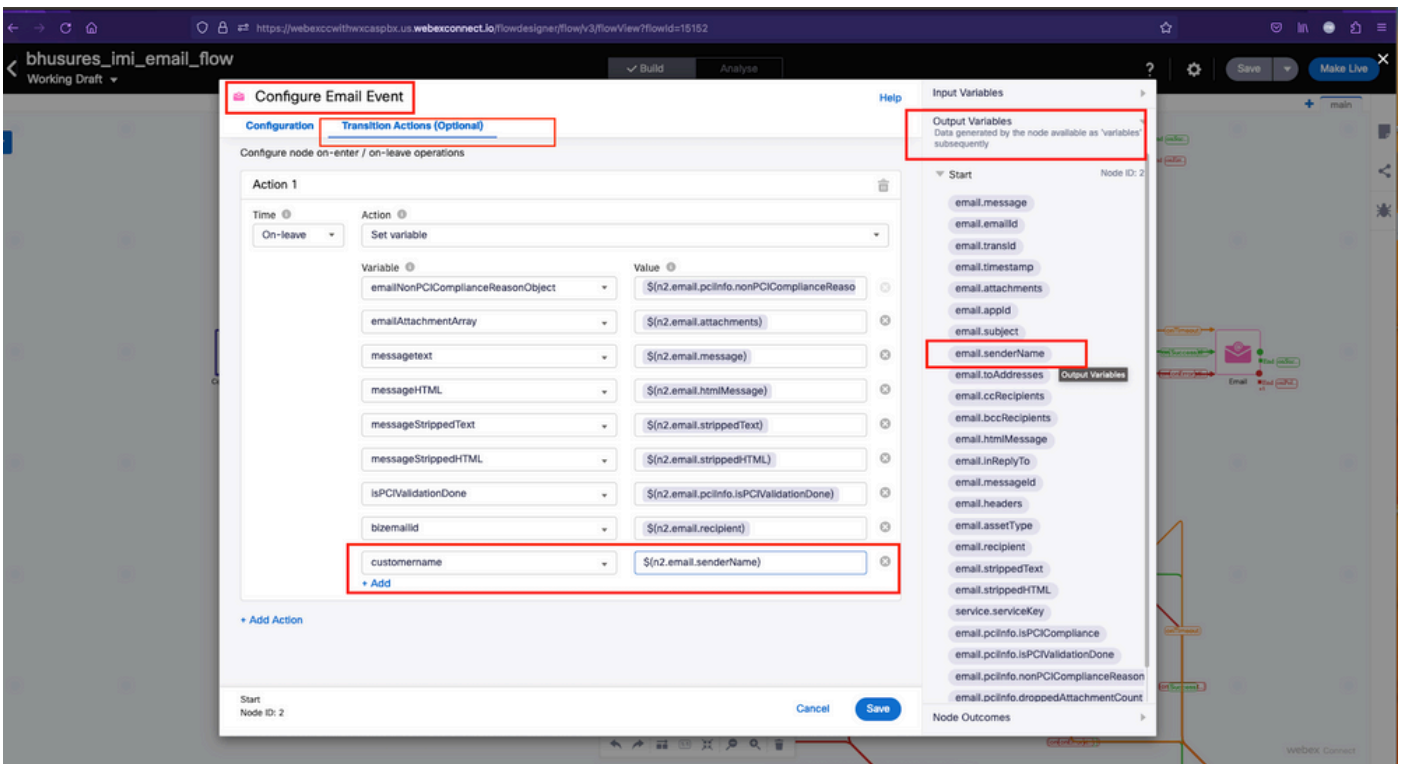 https://webexccwithwxcaspbx.us.webexconnect.io/flowdesigner/flow/v3/flowView?flowId=15152
bhusures_imi_email_flow
Working Draft
Build
Analyse
?
Save
Make Live
main
Configure Email Event
Help
Configuration
Transition Actions (Optional)
Configure node on-enter / on-leave operations
Action 1
Time
Action
On-leave
Set variable
Variable
Value
emailNonPCIComplianceReasonObject
$(n2.email.pciInfo.nonPCIComplianceReaso
emailAttachmentArray
$(n2.email.attachments)
messagetext
$(n2.email.message)
messageHTML
$(n2.email.htmlMessage)
messageStrippedText
$(n2.email.strippedText)
messageStrippedHTML
$(n2.email.strippedHTML)
isPCIValidationDone
$(n2.email.pciInfo.isPCIValidationDone)
bizemailid
$(n2.email.recipient)
customername
$(n2.email.senderName)
+ Add
+ Add Action
Start
Node ID: 2
Cancel
Save
Input Variables
Output Variables
Data generated by the node available as 'variables'
subsequently
Start
Node ID: 2
email.message
email.emailId
email.transId
email.timestamp
email.attachments
email.appId
email.subject
email.senderName
email.toAddresses
Output Variables
email.ccRecipients
email.bccRecipients
email.htmlMessage
email.inReplyTo
email.messageId
email.headers
email.assetType
email.recipient
email.strippedText
email.strippedHTML
service.serviceKey
email.pciInfo.isPCICompliance
email.pciInfo.isPCIValidationDone
email.pciInfo.nonPCIComplianceReason
email.pciInfo.droppedAttachmentCount
Node Outcomes
Email
webex Connect